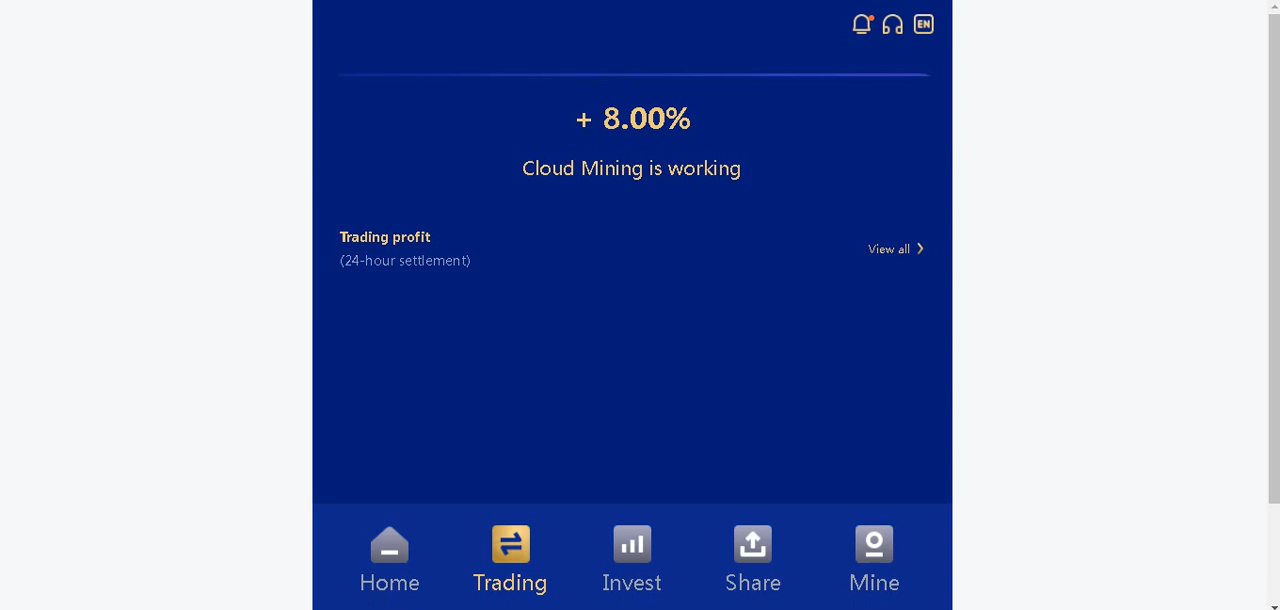 EN
+ 8.00%
Cloud Mining is working
Trading profit
(24-hour settlement)
View all
Home
Trading
Invest
Share
Mine